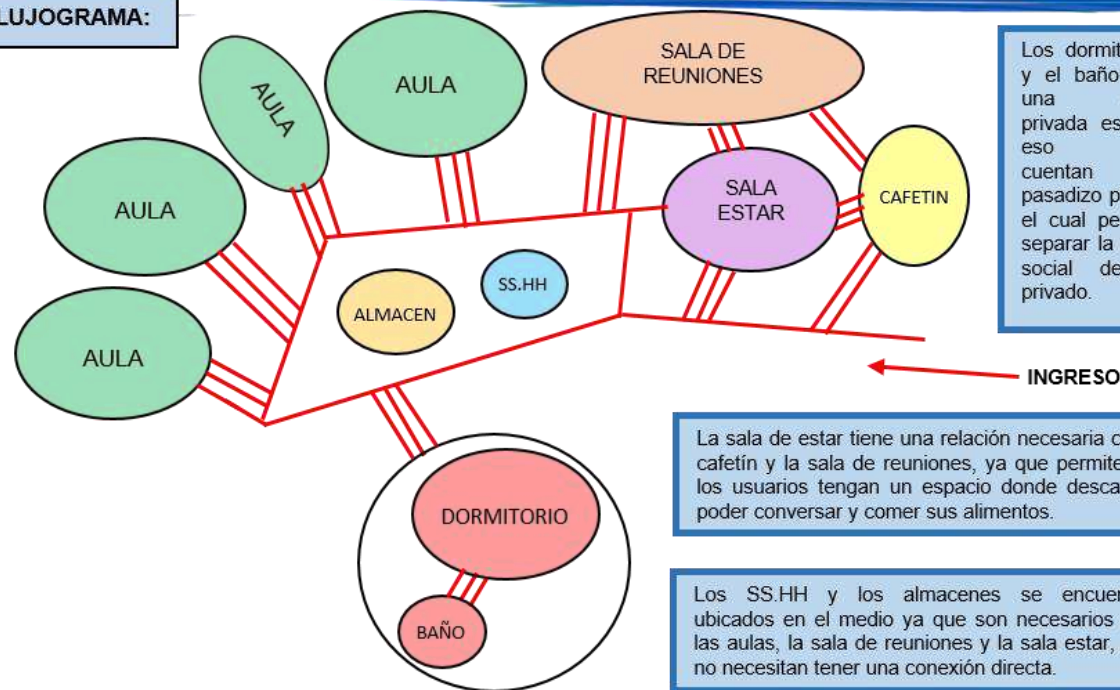 LUJOGRAMA:
AULA
AULA
AULA
AULA
SALA DE
REUNIONES
SALA
ESTAR
CAFETIN
SS.HH
ALMACEN
DORMITORIO
BAÑO
INGRESO
Los dormit
y el baño
una
privada es
eso
cuentan
pasadizo p
el cual pe
separar la
social de
privado.
La sala de estar tiene una relación necesaria c
cafetín y la sala de reuniones, ya que permite
los usuarios tengan un espacio donde desca
poder conversar y comer sus alimentos.
Los SS.HH y los almacenes se encuer
ubicados en el medio ya que son necesarios
las aulas, la sala de reuniones y la sala estar,
no necesitan tener una conexión directa.